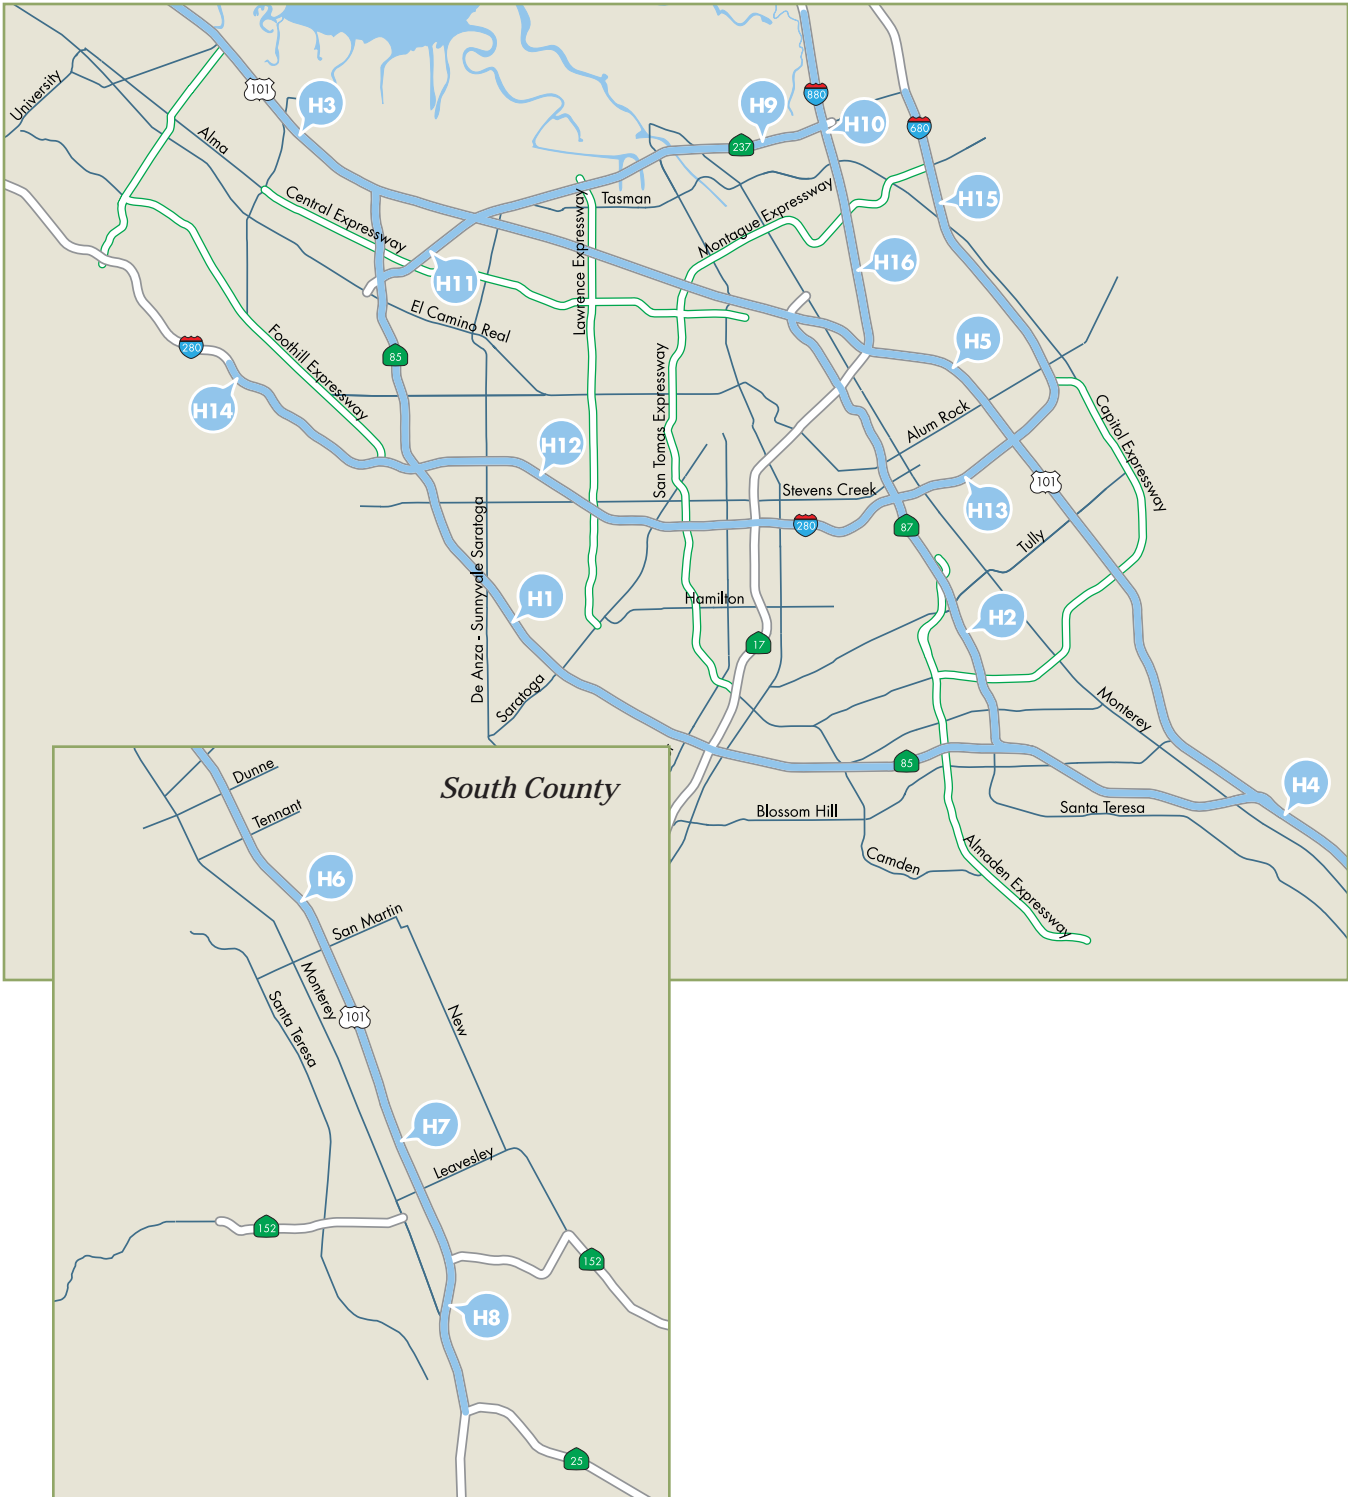 University
101
H3
Alma
Central Expressway
H11
El Camino Real
280
H14
Foothill Expressway
85
Lawrence Expressway
Tasman
237
H9
880
H10
680
H15
Montague Expressway
H16
H5
San Tomas Expressway
Alum Rock
Capitol Expressway
H12
Stevens Creek
280
H13
101
87
Tully
De Anza - Sunnyvale Saratoga
H1
Hamilton
17
H2
Saratoga
Monterey
85
H4
Blossom Hill
Santa Teresa
Camden
Almaden Expressway
South County
Dunne
Tennant
H6
San Martin
Monterey
Santa Teresa
101
New
H7
Leavesley
152
152
H8
25